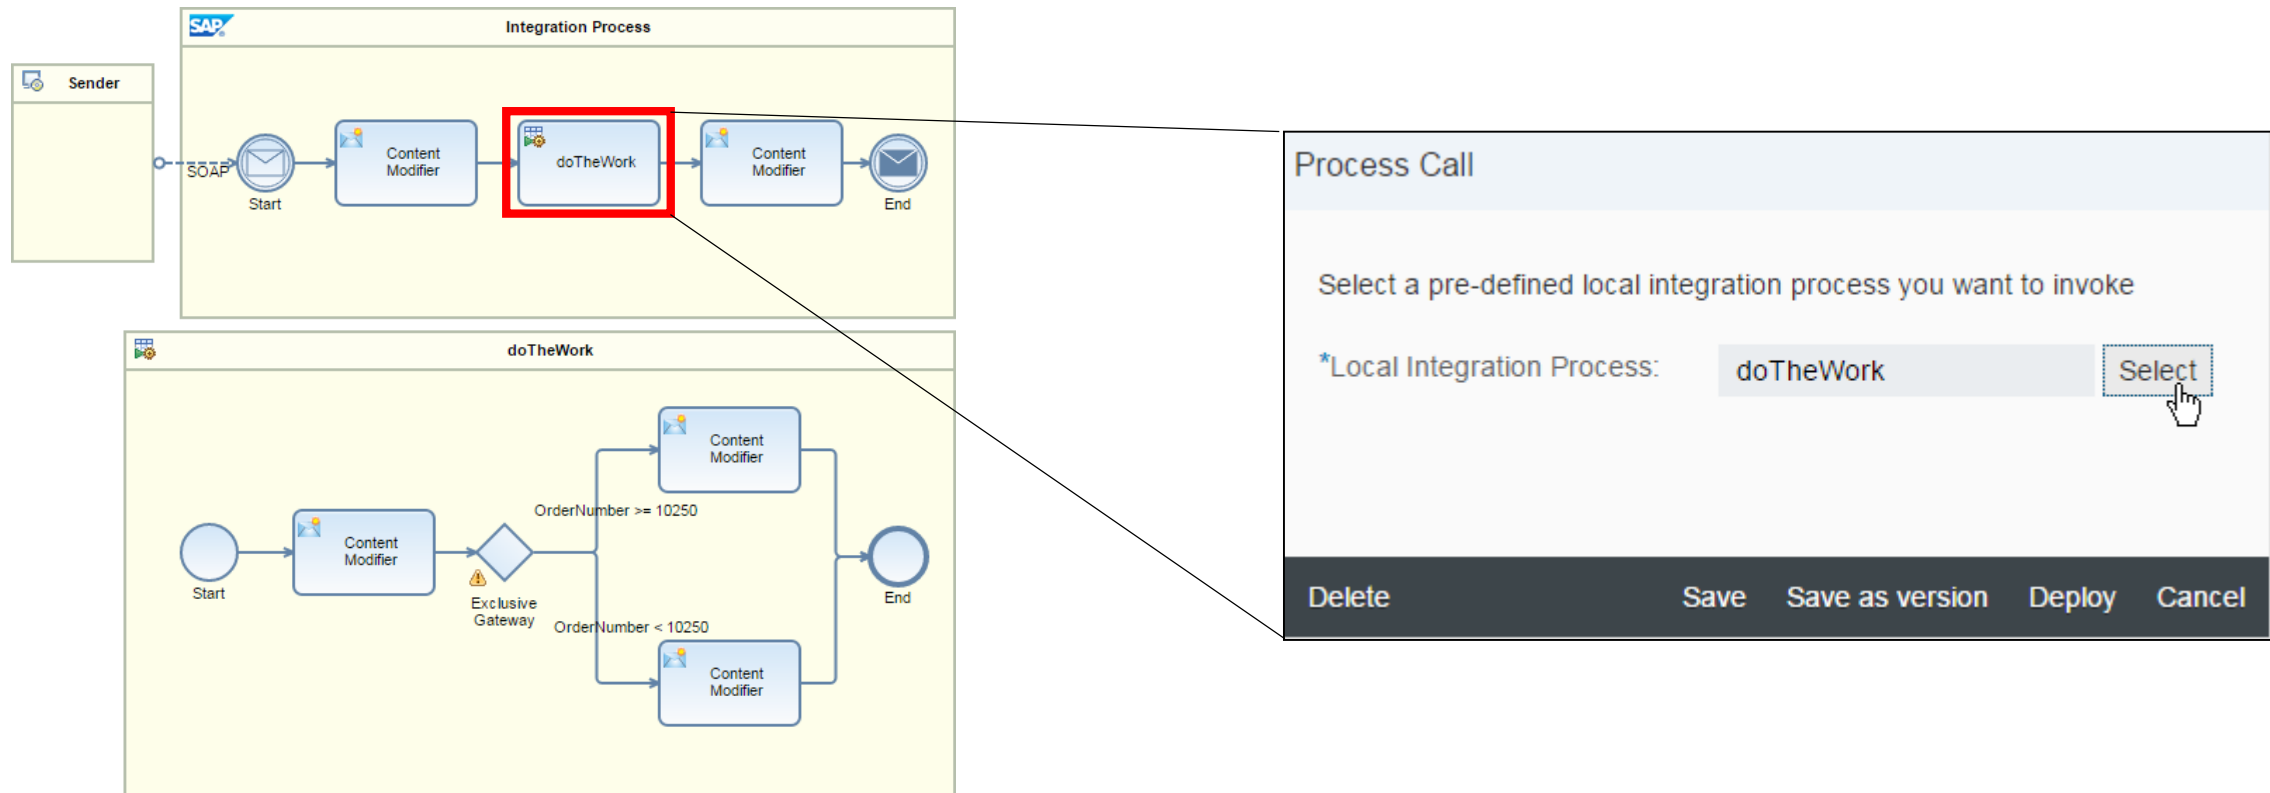 SAP
Integration Process
Sender
SOAP
Start
Content
Modifier
doTheWork
Content
Modifier
End
doTheWork
Start
Content
Modifier
Exclusive
Gateway
OrderNumber >= 10250
OrderNumber < 10250
Content
Modifier
Content
Modifier
End
Process Call
Select a pre-defined local integration process you want to invoke
*Local Integration Process: doTheWork Select
Delete Save Save as version Deploy Cancel